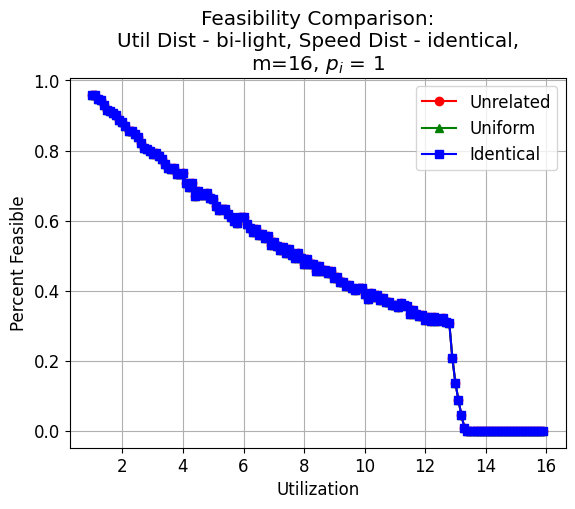 Feasibility Comparison:
Util Dist - bi-light, Speed Dist - identical,
m=16, $p_i$ = 1
Unrelated
Uniform
Identical
Percent Feasible
1.0
0.8
0.6
0.4
0.2
0.0
2 4 6 8 10 12 14 16
Utilization